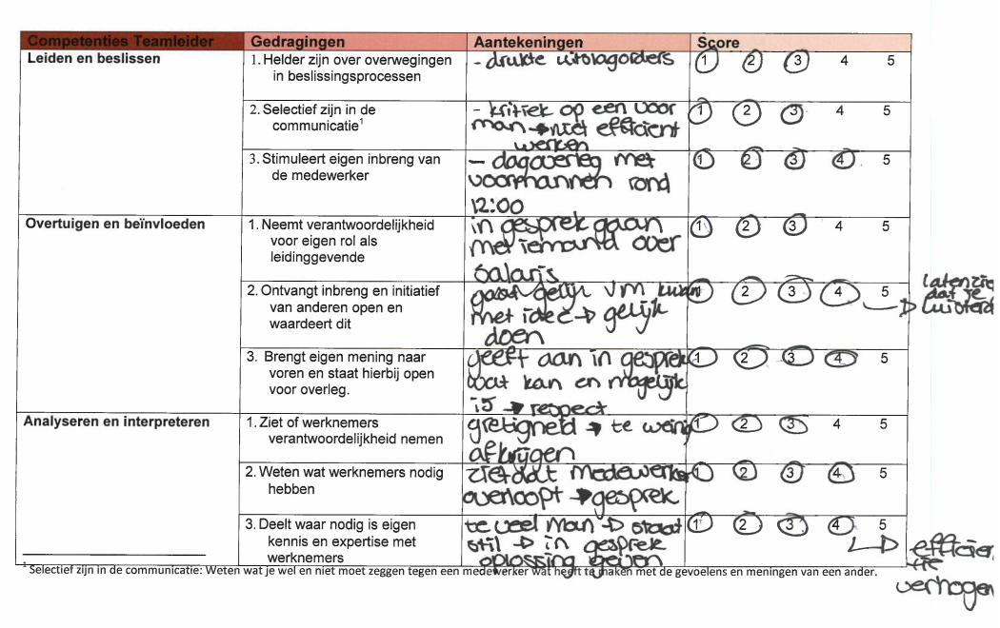 Competenties Teamleider Gedragingen Aantekeningen Score
Leiden en beslissen 1. Helder zijn over overwegingen - drukte uitslagorders 1 2 3 4 5
in beslissingsprocessen
2. Selectief zijn in de - kritiek op een voor 1 2 3 4 5
communicatie¹ man → niet efficient
werken
3. Stimuleert eigen inbreng van - dagoverleg met 1 2 3 4 5
de medewerker voormannen rond
12:00
Overtuigen en beïnvloeden 1. Neemt verantwoordelijkheid in gesprek gaan 1 2 3 4 5
voor eigen rol als met iemand over
leidinggevende salaris
2. Ontvangt inbreng en initiatief gaat gelijk VM 1 2 3 4 5
van anderen open en met idee → gelijk
waardeert dit doen
laten zie
dat je
luisterd
3. Brengt eigen mening naar geeft aan in gesprek 1 2 3 4 5
voren en staat hierbij open wat kan en mogelijk
voor overleg. is → respect
Analyseren en interpreteren 1. Ziet of werknemers gretigheid → te weinig 1 2 3 4 5
verantwoordelijkheid nemen afkrijgen
2. Weten wat werknemers nodig ziet dat medewerker 1 2 3 4 5
hebben overloopt → gesprek
3. Deelt waar nodig is eigen te veel man → staat 1 2 3 4 5
kennis en expertise met stil → in gesprek
werknemers oplossing geven
→ efficien
tie
verhogen
¹ Selectief zijn in de communicatie: Weten wat je wel en niet moet zeggen tegen een medewerker wat heeft te maken met de gevoelens en meningen van een ander.